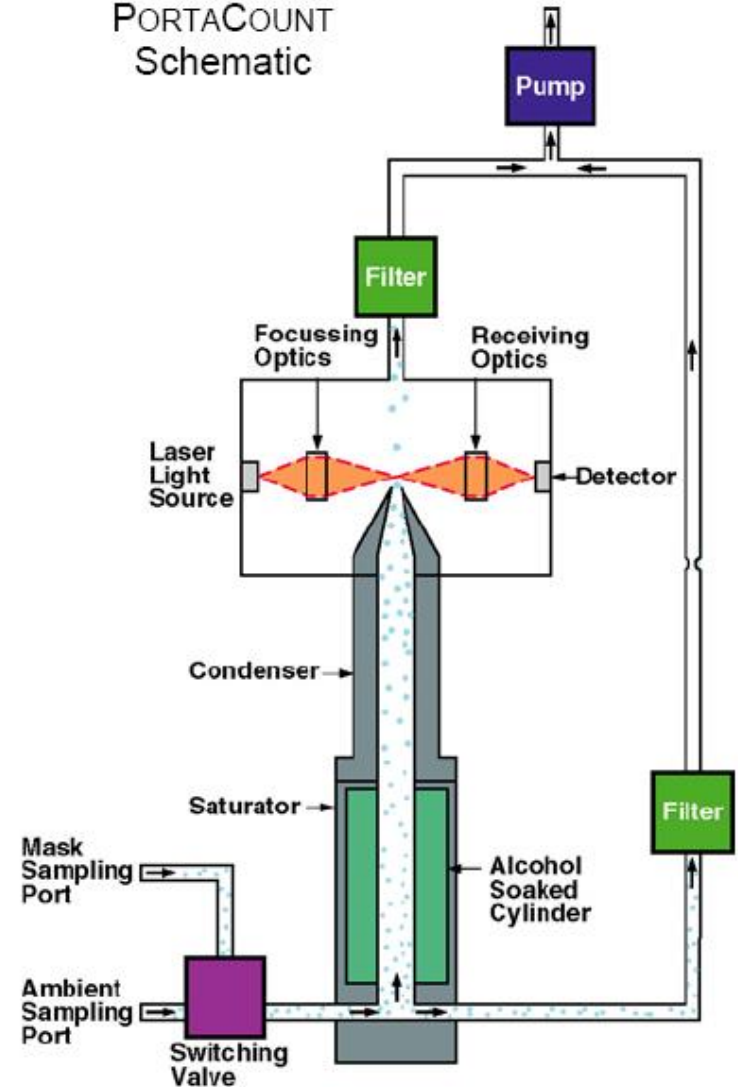 PORTACOUNT
Schematic
Pump
Filter
Focussing
Optics
Receiving
Optics
Laser
Light
Source
Detector
Condenser
Saturator
Filter
Mask
Sampling
Port
Alcohol
Soaked
Cylinder
Ambient
Sampling
Port
Switching
Valve